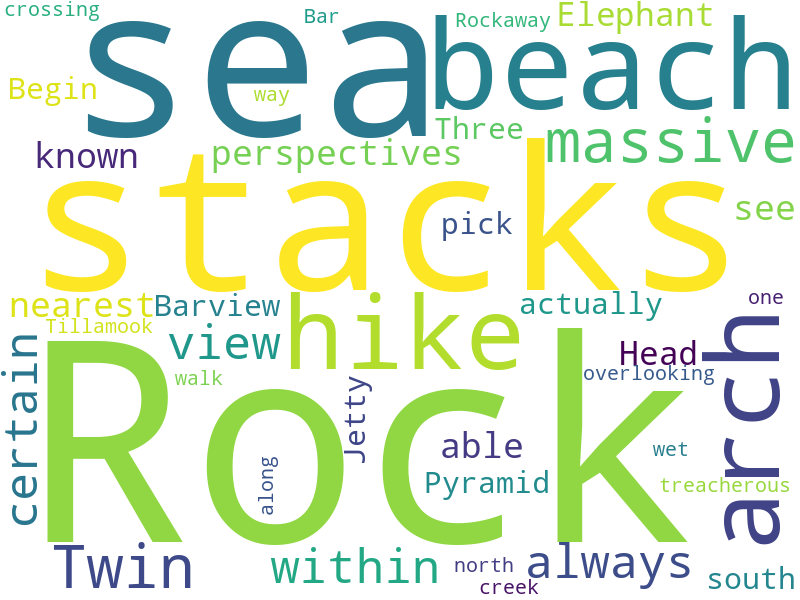 crossing
sea
Bar
Rockaway
Elephant
beach
Begin
way
Three
massive
known
perspectives
stacks
pick
see
nearest
Barview
hike
actually
one
Tillamook
view
Head
arch
certain
walk
overlooking
Rock
Jetty
able
wet
along
Pyramid
treacherous
Twin
within
north
always
creek
south